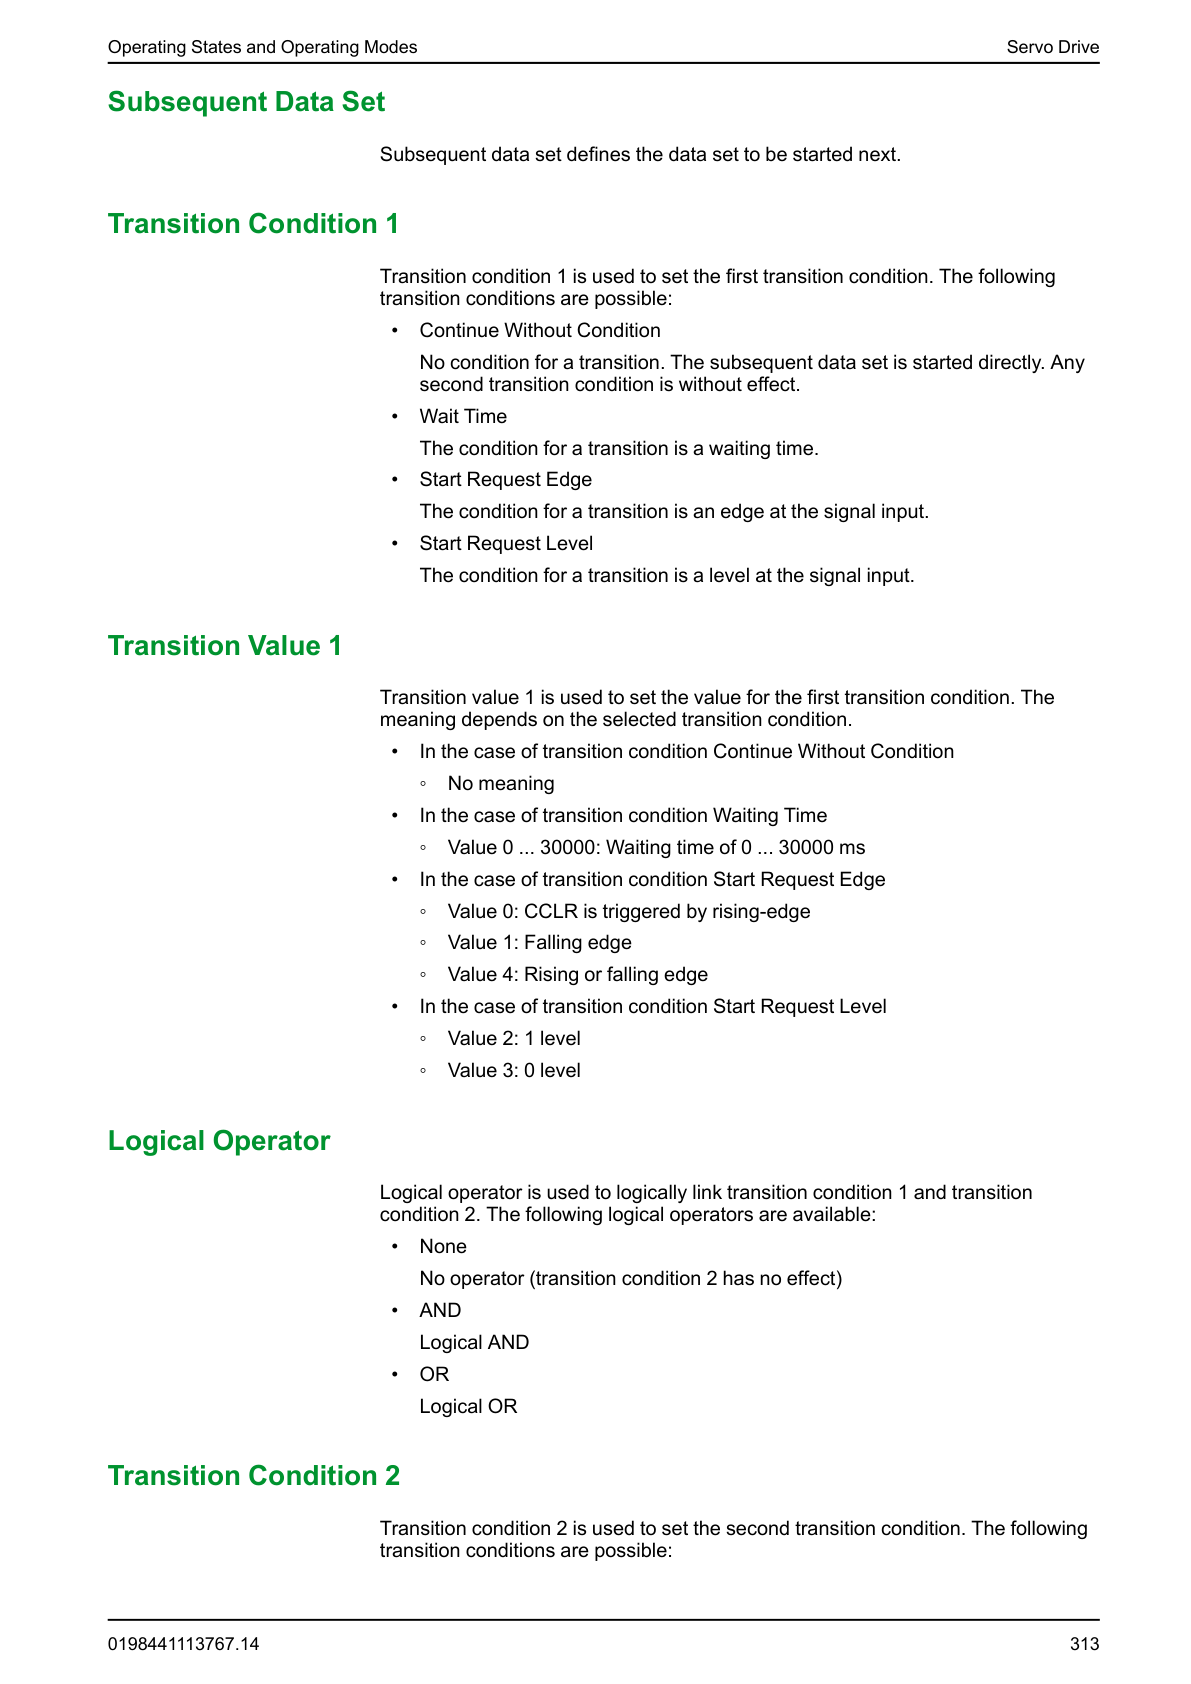 Operating States and Operating Modes
Servo Drive
Subsequent Data Set
Subsequent data set defines the data set to be started next.
Transition Condition 1
Transition condition 1 is used to set the first transition condition. The following
transition conditions are possible:
• Continue Without Condition
No condition for a transition. The subsequent data set is started directly. Any
second transition condition is without effect.
• Wait Time
The condition for a transition is a waiting time.
• Start Request Edge
The condition for a transition is an edge at the signal input.
• Start Request Level
The condition for a transition is a level at the signal input.
Transition Value 1
Transition value 1 is used to set the value for the first transition condition. The
meaning depends on the selected transition condition.
• In the case of transition condition Continue Without Condition
◦ No meaning
• In the case of transition condition Waiting Time
◦ Value 0 ... 30000: Waiting time of 0 ... 30000 ms
• In the case of transition condition Start Request Edge
◦ Value 0: CCLR is triggered by rising-edge
◦ Value 1: Falling edge
◦ Value 4: Rising or falling edge
• In the case of transition condition Start Request Level
◦ Value 2: 1 level
◦ Value 3: 0 level
Logical Operator
Logical operator is used to logically link transition condition 1 and transition
condition 2. The following logical operators are available:
• None
No operator (transition condition 2 has no effect)
• AND
Logical AND
• OR
Logical OR
Transition Condition 2
Transition condition 2 is used to set the second transition condition. The following
transition conditions are possible:
0198441113767.14
313